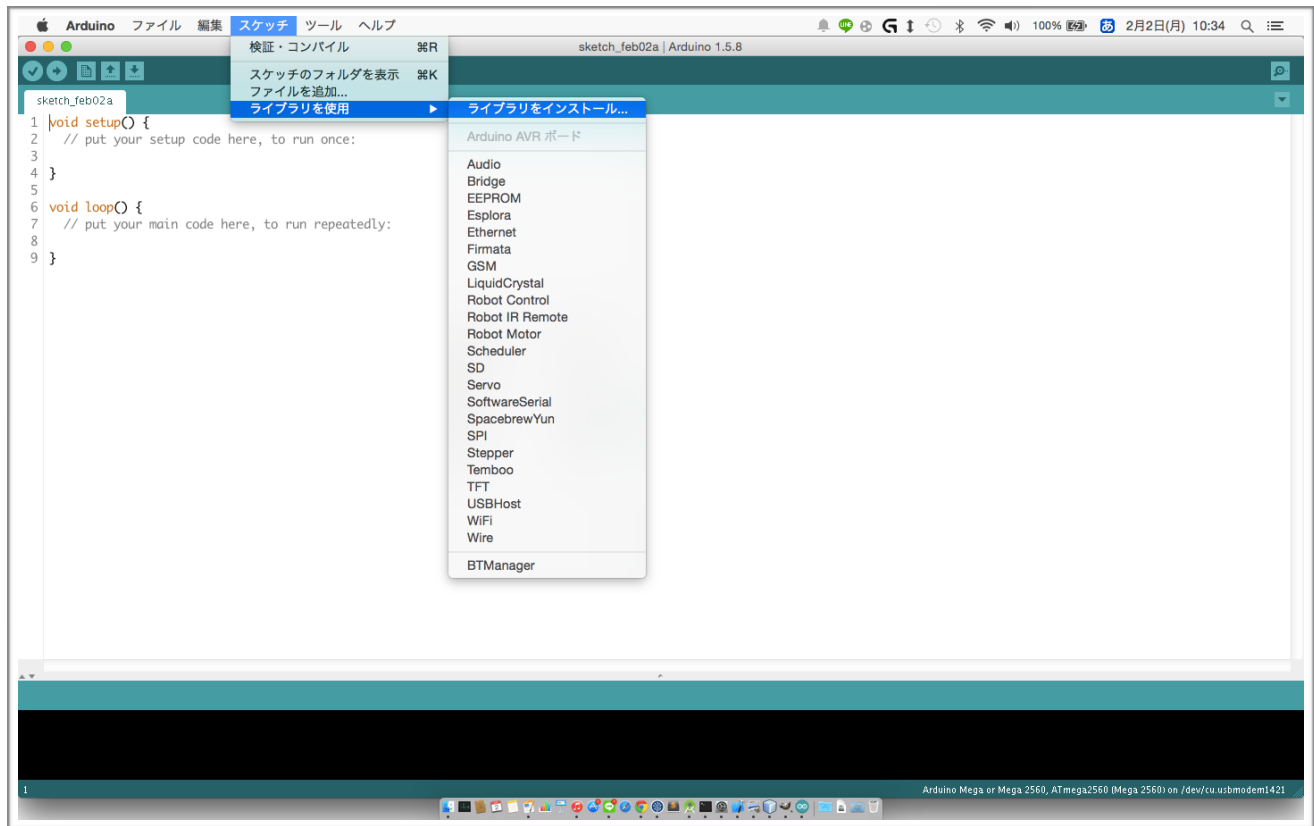 Arduino ファイル 編集 スケッチ ツール ヘルプ
100% あ 2月2日(月) 10:34
sketch_feb02a | Arduino 1.5.8
検証・コンパイル ⌘R
スケッチのフォルダを表示 ⌘K
ファイルを追加...
ライブラリを使用 ▶
sketch_feb02a
ライブラリをインストール...
Arduino AVR ボード
Audio
Bridge
EEPROM
Esplora
Ethernet
Firmata
GSM
LiquidCrystal
Robot Control
Robot IR Remote
Robot Motor
Scheduler
SD
Servo
SoftwareSerial
SpacebrewYun
SPI
Stepper
Temboo
TFT
USBHost
WiFi
Wire
BTManager
1 void setup() {
2 // put your setup code here, to run once:
3
4 }
5
6 void loop() {
7 // put your main code here, to run repeatedly:
8
9 }
1
Arduino Mega or Mega 2560, ATmega2560 (Mega 2560) on /dev/cu.usbmodem1421